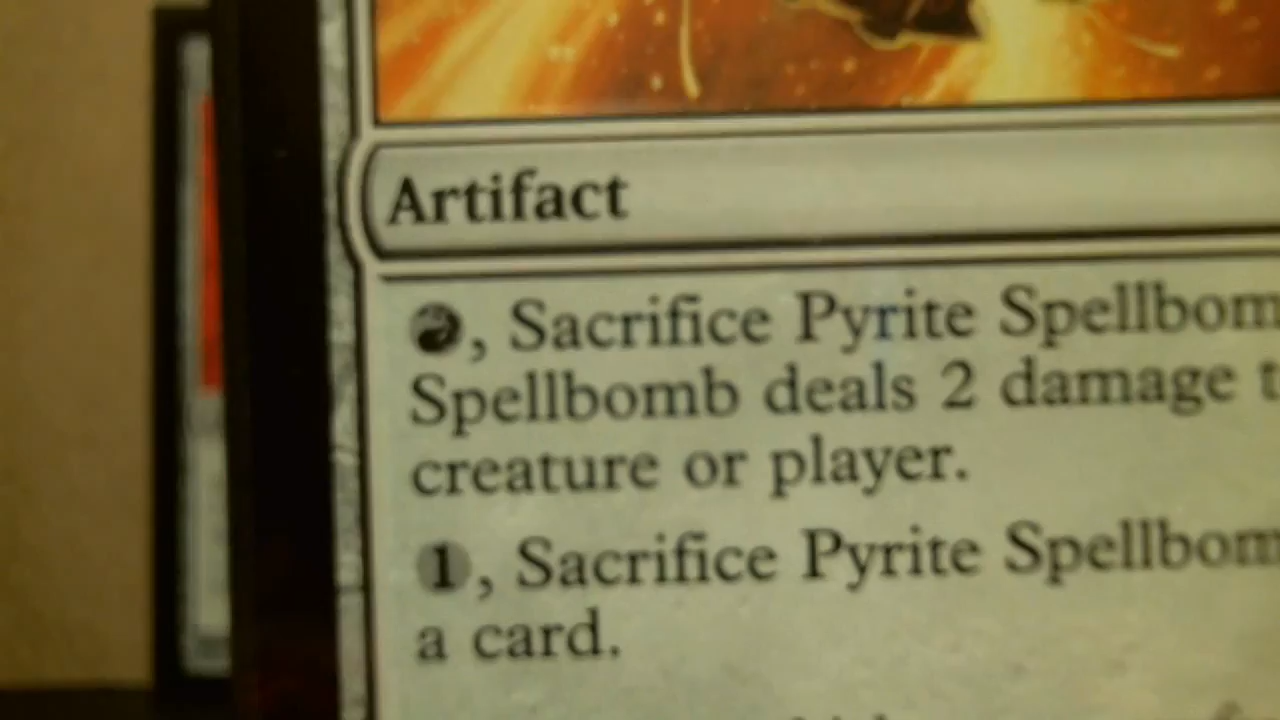 Artifact
, Sacrifice Pyrite Spellbom
Spellbomb deals 2 damage t
creature or player.
1, Sacrifice Pyrite Spellbom
a card.